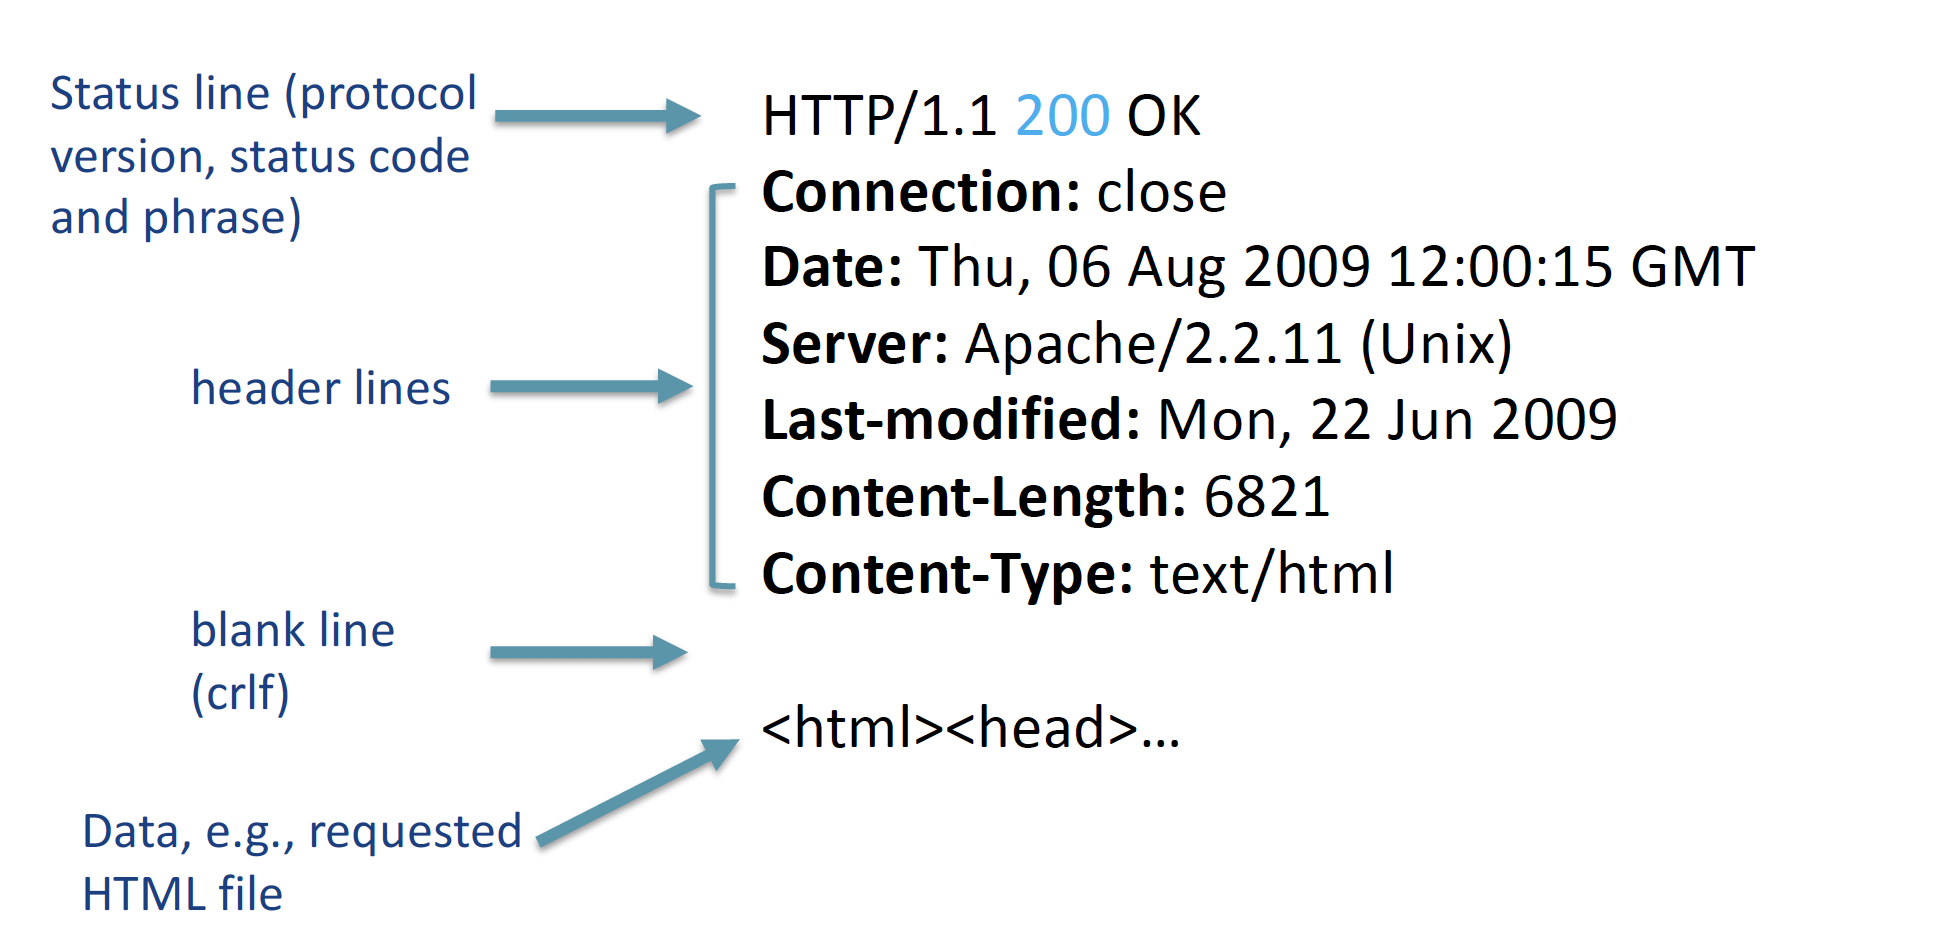 Status line (protocol
version, status code
and phrase)
HTTP/1.1 200 OK
header lines
Connection: close
Date: Thu, 06 Aug 2009 12:00:15 GMT
Server: Apache/2.2.11 (Unix)
Last-modified: Mon, 22 Jun 2009
Content-Length: 6821
Content-Type: text/html
blank line
(crlf)
Data, e.g., requested
HTML file
<html><head>...